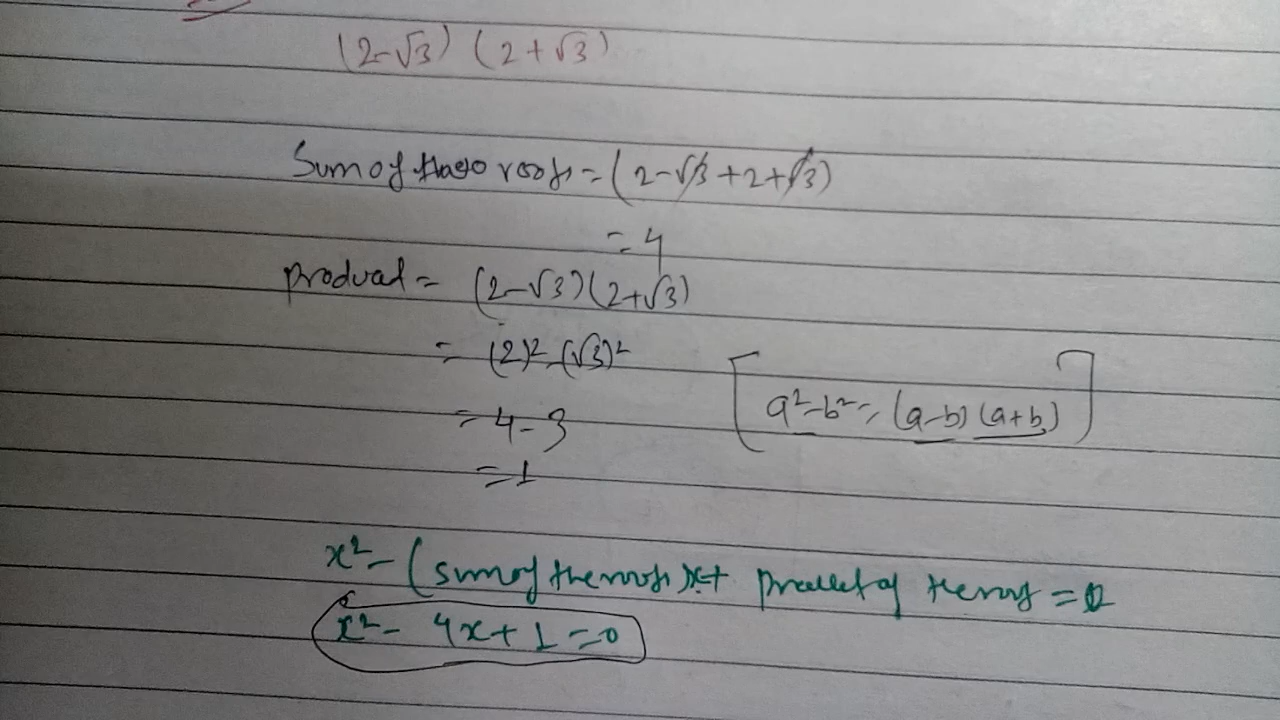 (2-√3) (2+√3)
Sum of roots = (2-√3+2+√3)
= 4
product = (2-√3)(2+√3)
= (2)² - (√3)²
= 4-3
[a²-b² = (a-b) (a+b)]
= 1
x² - (sum of the roots) x + Product of the roots = 0
x² - 4x + 1 = 0